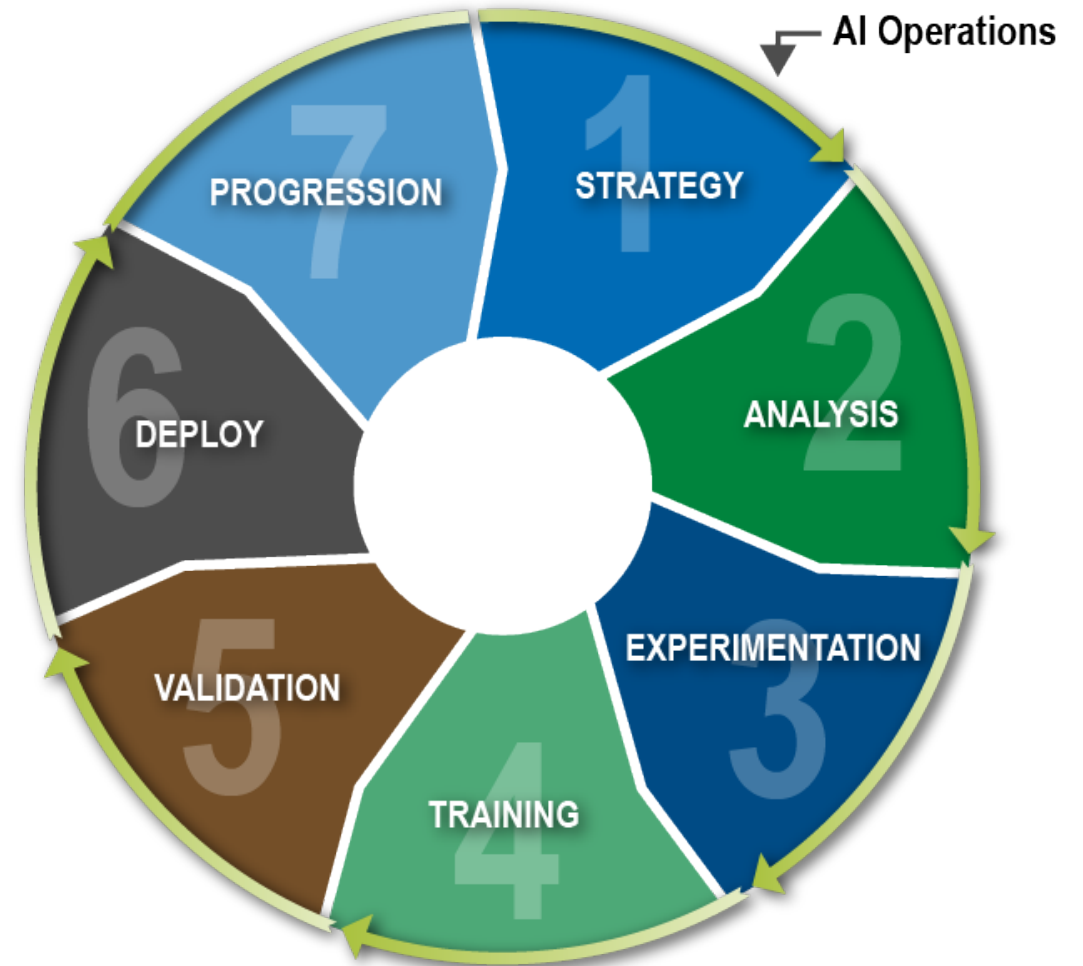 AI Operations
1
STRATEGY
2
ANALYSIS
3
EXPERIMENTATION
4
TRAINING
5
VALIDATION
6
DEPLOY
7
PROGRESSION